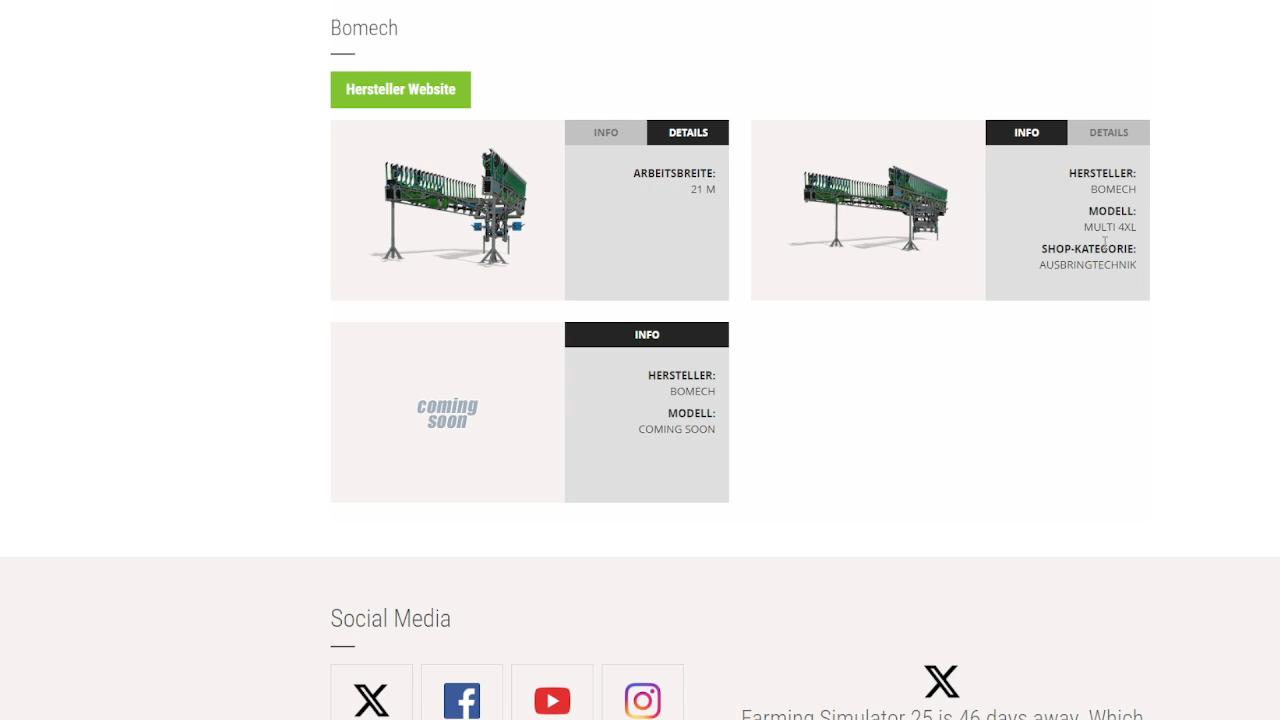 Bomech
Hersteller Website
INFO
DETAILS
ARBEITSBREITE:
21 M
INFO
DETAILS
HERSTELLER:
BOMECH
MODELL:
MULTI 4XL
SHOP-KATEGORIE:
AUSBRINGTECHNIK
coming
soon
INFO
HERSTELLER:
BOMECH
MODELL:
COMING SOON
Social Media
Farming Simulator 25 is 46 days away. Which